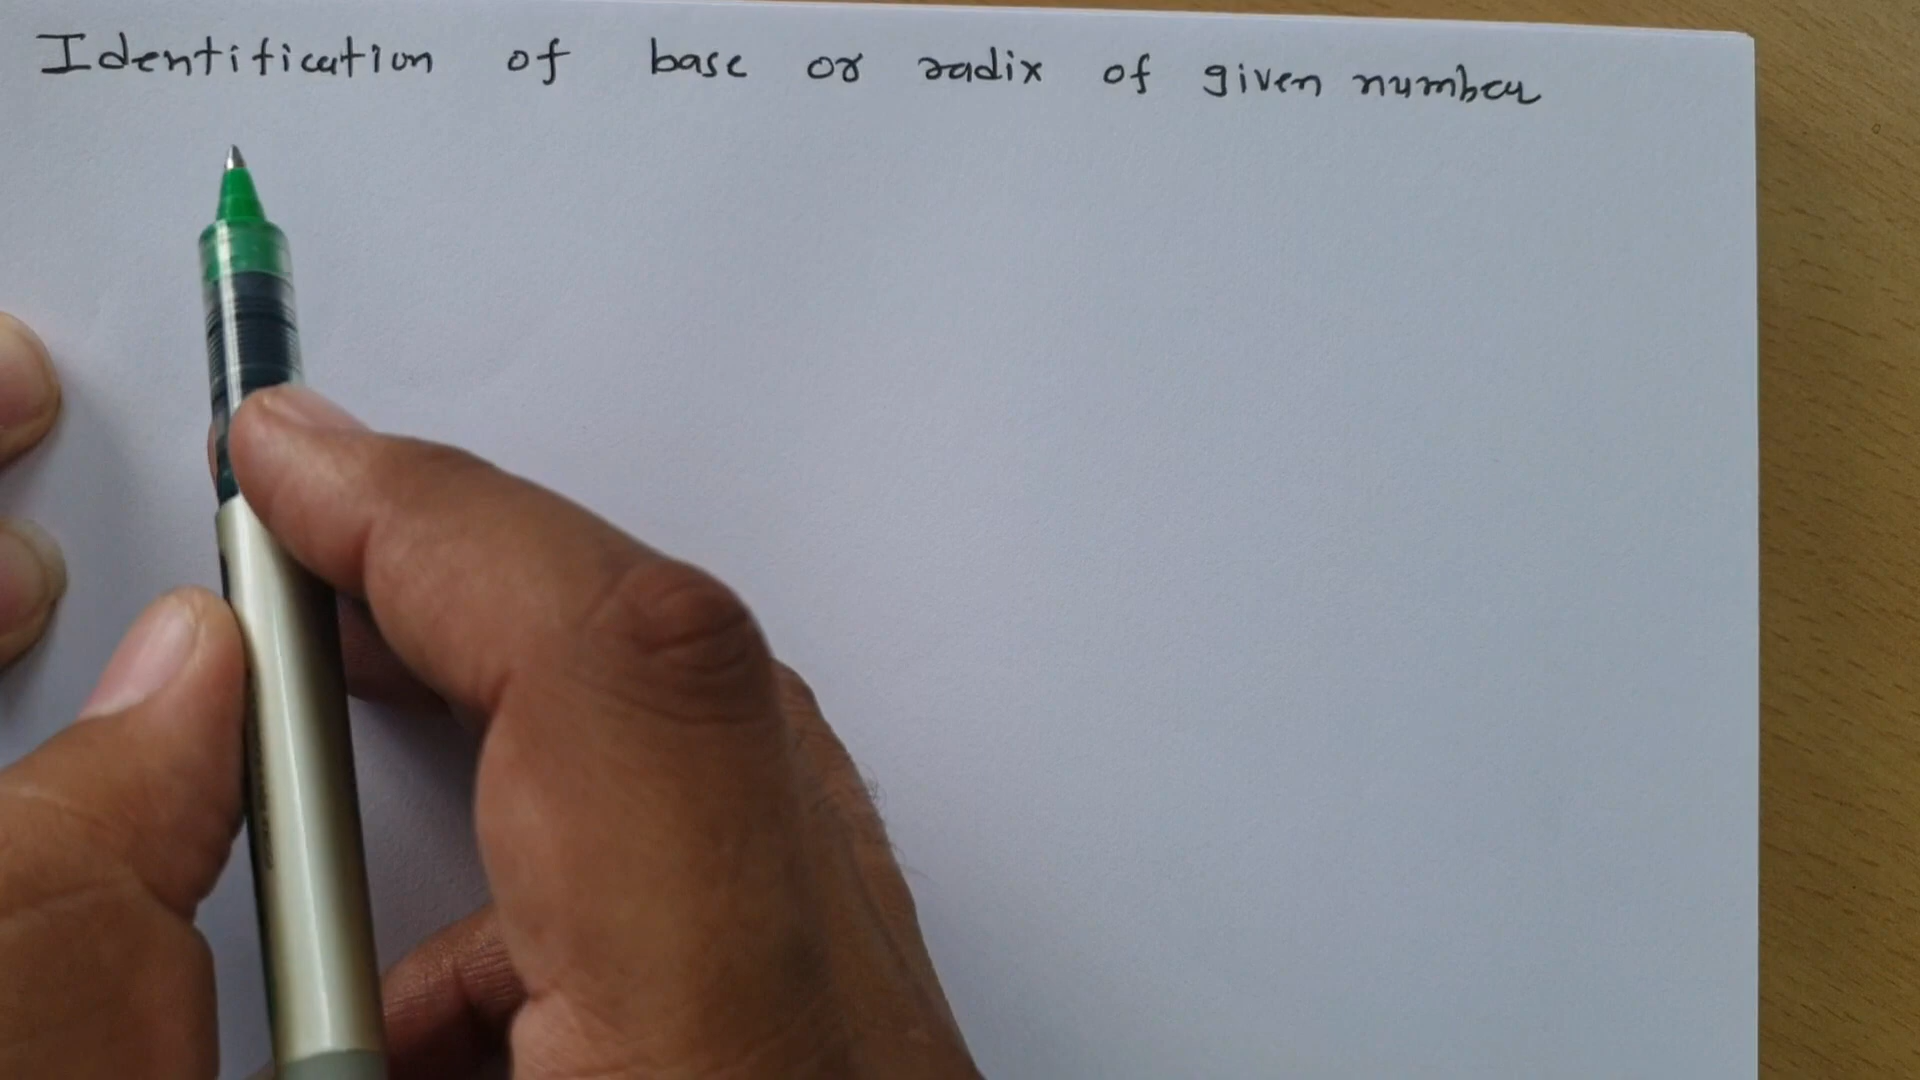 Identification of base or radix of given number